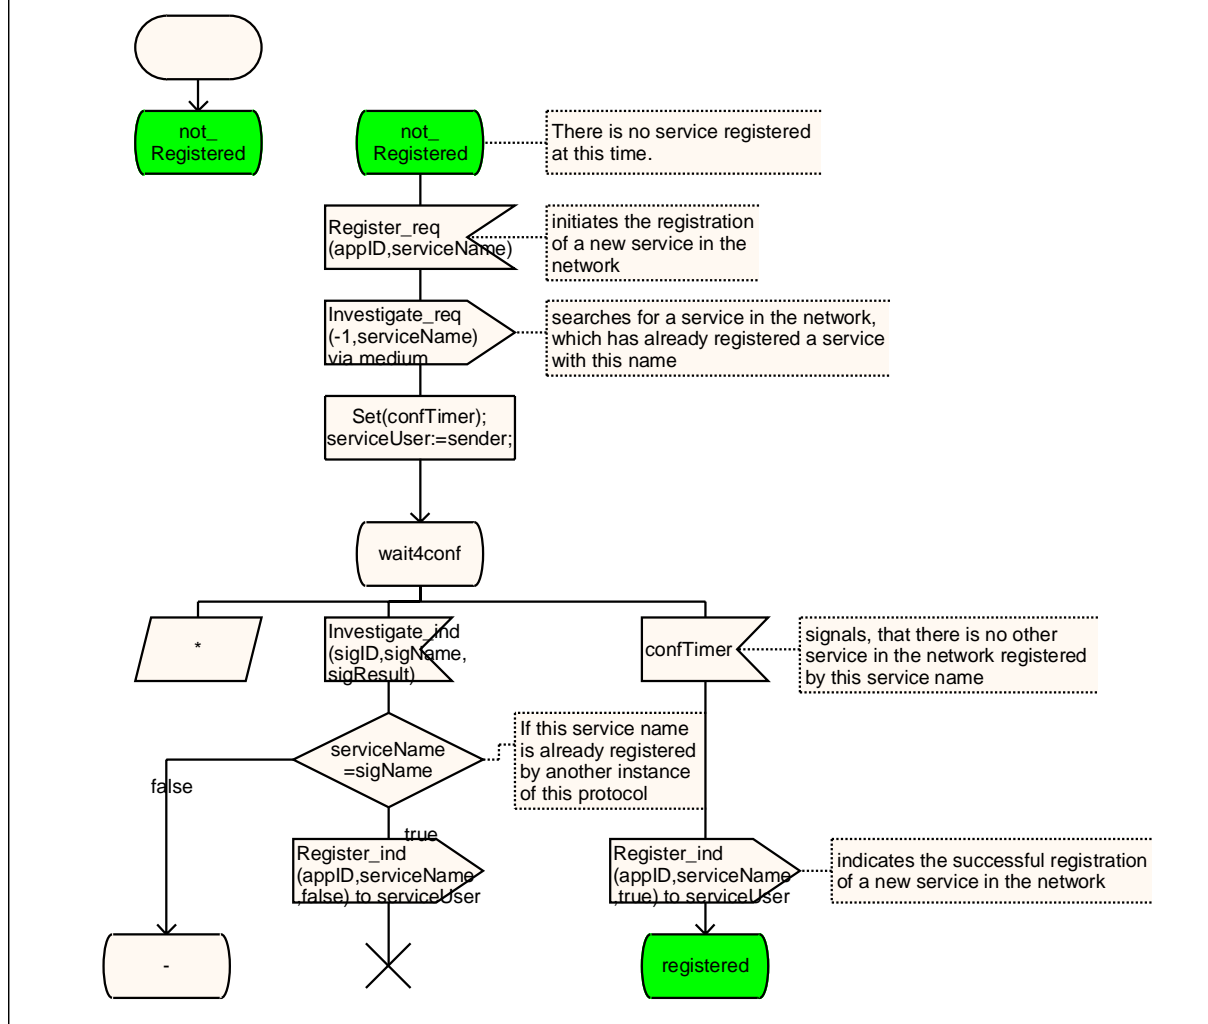 not_
Registered
not_
Registered
There is no service registered
at this time.
Register_req
(appID,serviceName)
initiates the registration
of a new service in the
network
Investigate_req
(-1,serviceName)
via medium
searches for a service in the network,
which has already registered a service
with this name
Set(confTimer);
serviceUser:=sender;
wait4conf
*
Investigate_ind
(sigID,sigName,
sigResult)
confTimer
signals, that there is no other
service in the network registered
by this service name
serviceName
=sigName
If this service name
is already registered
by another instance
of this protocol
false
true
Register_ind
(appID,serviceName
,false) to serviceUser
Register_ind
(appID,serviceName
,true) to serviceUser
indicates the successful registration
of a new service in the network
-
registered